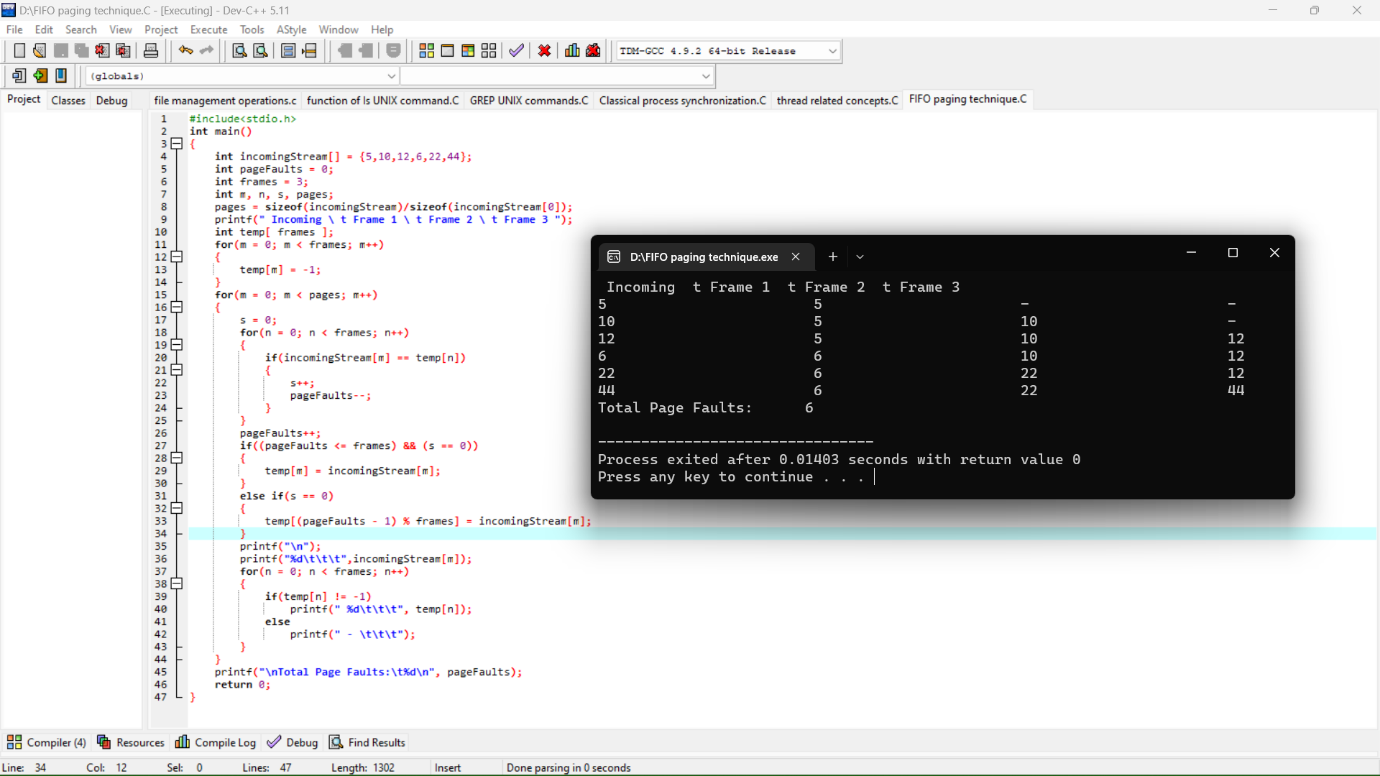 D:\FIFO paging technique.C - [Executing] - Dev-C++ 5.11
File Edit Search View Project Execute Tools AStyle Window Help
TDM-GCC 4.9.2 64-bit Release
(globals)
Project Classes Debug
file management operations.c function of ls UNIX command.C GREP UNIX commands.C Classical process synchronization.C thread related concepts.C FIFO paging technique.C
1 #include<stdio.h>
2 int main()
3 {
4 int incomingStream[] = {5,10,12,6,22,44};
5 int pageFaults = 0;
6 int frames = 3;
7 int m, n, s, pages;
8 pages = sizeof(incomingStream)/sizeof(incomingStream[0]);
9 printf(" Incoming \ t Frame 1 \ t Frame 2 \ t Frame 3 ");
10 int temp[ frames ];
11 for(m = 0; m < frames; m++)
12 {
13 temp[m] = -1;
14 }
15 for(m = 0; m < pages; m++)
16 {
17 s = 0;
18 for(n = 0; n < frames; n++)
19 {
20 if(incomingStream[m] == temp[n])
21 {
22 s++;
23 pageFaults--;
24 }
25 }
26 pageFaults++;
27 if((pageFaults <= frames) && (s == 0))
28 {
29 temp[m] = incomingStream[m];
30 }
31 else if(s == 0)
32 {
33 temp[(pageFaults - 1) % frames] = incomingStream[m];
34 }
35 printf("\n");
36 printf("%d\t\t\t",incomingStream[m]);
37 for(n = 0; n < frames; n++)
38 {
39 if(temp[n] != -1)
40 printf(" %d\t\t\t", temp[n]);
41 else
42 printf(" - \t\t\t");
43 }
44 }
45 printf("\nTotal Page Faults:\t%d\n", pageFaults);
46 return 0;
47 }
D:\FIFO paging technique.exe
Incoming t Frame 1 t Frame 2 t Frame 3
5 5 - -
10 5 10 -
12 5 10 12
6 6 10 12
22 6 22 12
44 6 22 44
Total Page Faults: 6
--------------------------------
Process exited after 0.01403 seconds with return value 0
Press any key to continue . . .
Compiler (4) Resources Compile Log Debug Find Results
Line: 34 Col: 12 Sel: 0 Lines: 47 Length: 1302 Insert Done parsing in 0 seconds